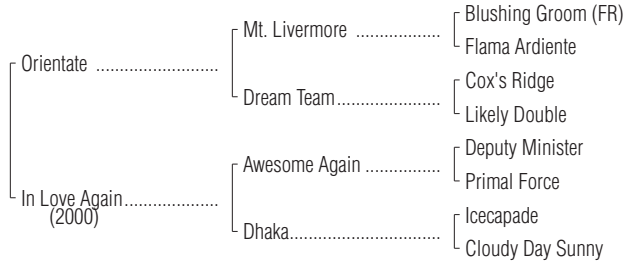 Blushing Groom (FR)
Mt. Livermore ..................
Flama Ardiente
Orientate ..........................
Cox's Ridge
Dream Team......................
Likely Double
Deputy Minister
Awesome Again ................
Primal Force
In Love Again....................
(2000)
Icecapade
Dhaka................................
Cloudy Day Sunny